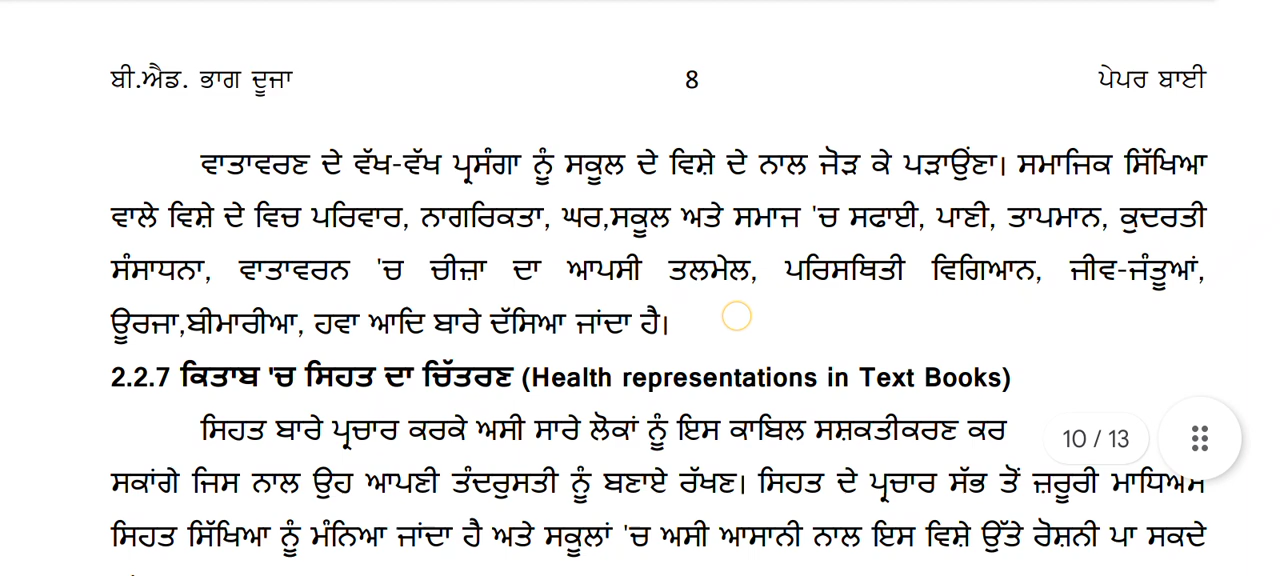 ਬੀ.ਐਡ. ਭਾਗ ਦੂਜਾ 8 ਪੇਪਰ ਬਾਈ
ਵਾਤਾਵਰਣ ਦੇ ਵੱਖ-ਵੱਖ ਪ੍ਰਸੰਗਾ ਨੂੰ ਸਕੂਲ ਦੇ ਵਿਸ਼ੇ ਦੇ ਨਾਲ ਜੋੜ ਕੇ ਪੜਾਉਂਣਾ। ਸਮਾਜਿਕ ਸਿੱਖਿਆ
ਵਾਲੇ ਵਿਸ਼ੇ ਦੇ ਵਿਚ ਪਰਿਵਾਰ, ਨਾਗਰਿਕਤਾ, ਘਰ,ਸਕੂਲ ਅਤੇ ਸਮਾਜ 'ਚ ਸਫਾਈ, ਪਾਣੀ, ਤਾਪਮਾਨ, ਕੁਦਰਤੀ
ਸੰਸਾਧਨਾ, ਵਾਤਾਵਰਨ 'ਚ ਚੀਜ਼ਾ ਦਾ ਆਪਸੀ ਤਲਮੇਲ, ਪਰਿਸਥਿਤੀ ਵਿਗਿਆਨ, ਜੀਵ-ਜੰਤੂਆਂ,
ਊਰਜਾ,ਬੀਮਾਰੀਆ, ਹਵਾ ਆਦਿ ਬਾਰੇ ਦੱਸਿਆ ਜਾਂਦਾ ਹੈ।
2.2.7 ਕਿਤਾਬ 'ਚ ਸਿਹਤ ਦਾ ਚਿੱਤਰਣ (Health representations in Text Books)
ਸਿਹਤ ਬਾਰੇ ਪ੍ਰਚਾਰ ਕਰਕੇ ਅਸੀ ਸਾਰੇ ਲੋਕਾਂ ਨੂੰ ਇਸ ਕਾਬਿਲ ਸਸ਼ਕਤੀਕਰਣ ਕਰ
10 / 13
ਸਕਾਂਗੇ ਜਿਸ ਨਾਲ ਉਹ ਆਪਣੀ ਤੰਦਰੁਸਤੀ ਨੂੰ ਬਣਾਏ ਰੱਖਣ। ਸਿਹਤ ਦੇ ਪ੍ਰਚਾਰ ਸੱਭ ਤੋਂ ਜ਼ਰੂਰੀ ਮਾਧਿਅਮ
ਸਿਹਤ ਸਿੱਖਿਆ ਨੂੰ ਮੰਨਿਆ ਜਾਂਦਾ ਹੈ ਅਤੇ ਸਕੂਲਾਂ 'ਚ ਅਸੀ ਆਸਾਨੀ ਨਾਲ ਇਸ ਵਿਸ਼ੇ ਉੱਤੇ ਰੋਸ਼ਨੀ ਪਾ ਸਕਦੇ